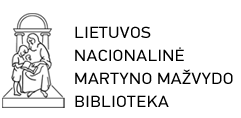 LIETUVOS
NACIONALINĖ
MARTYNO MAŽVYDO
BIBLIOTEKA